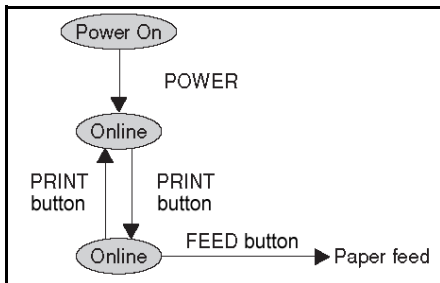 Power On
POWER
Online
PRINT
button
PRINT
button
FEED button
Online
Paper feed